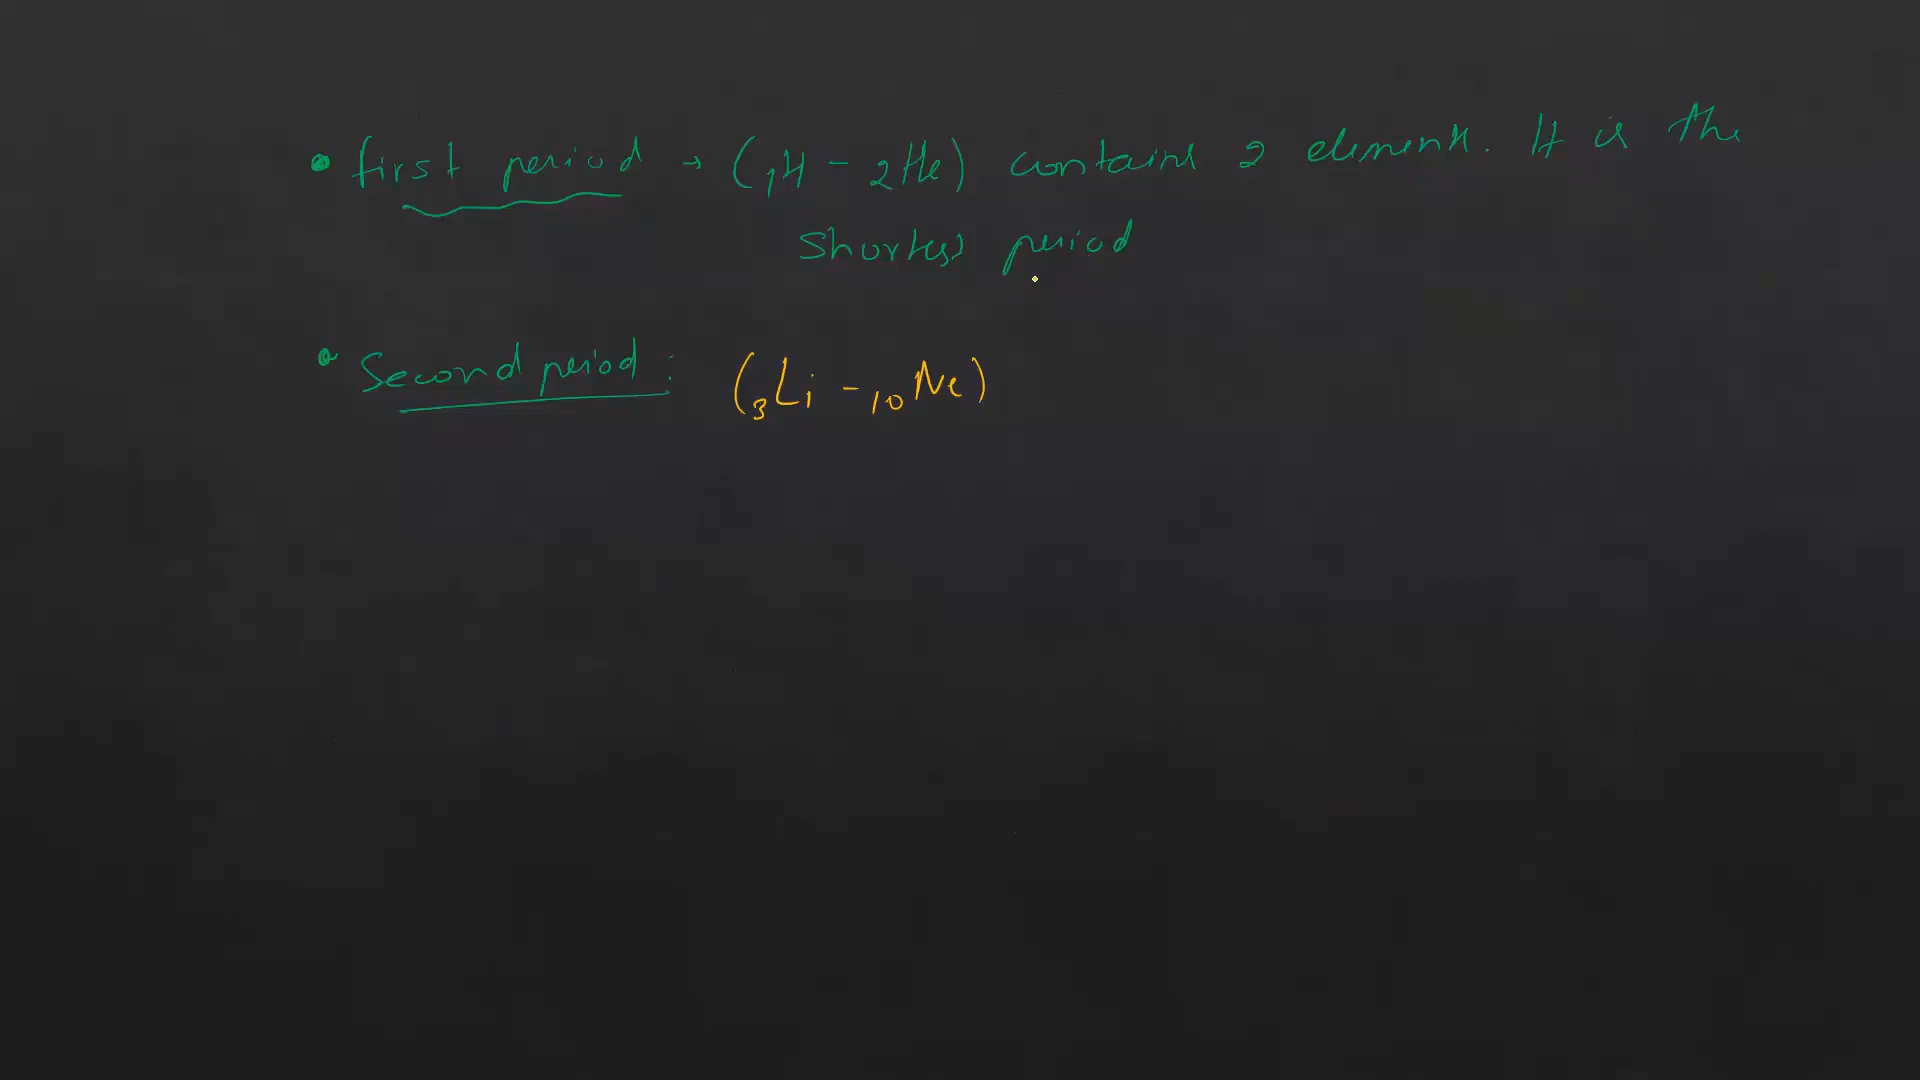 • first period → (₁H - ₂He) contains 2 elements. It is the
shortest period
• Second period : (₃Li - ₁₀Ne)